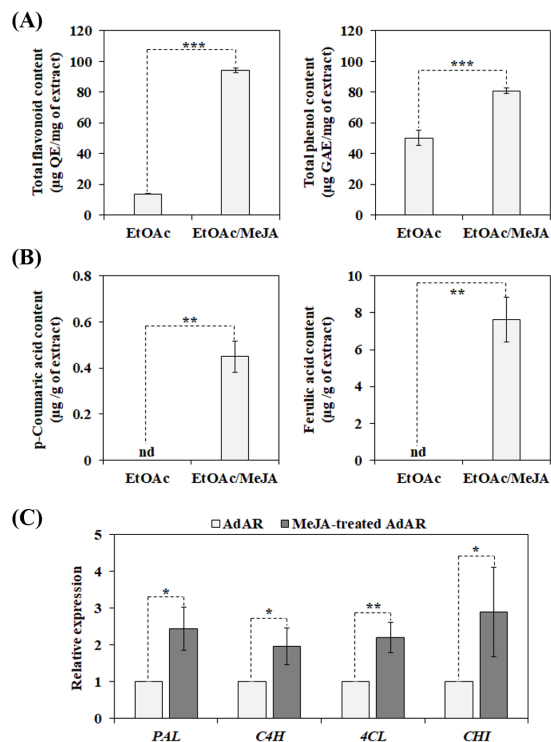 (A)
Total flavonoid content
(µg QE/mg of extract)
120
100
80
60
40
20
0
***
EtOAc
EtOAc/MeJA
Total phenol content
(µg GAE/mg of extract)
120
100
80
60
40
20
0
***
EtOAc
EtOAc/MeJA
(B)
p-Coumaric acid content
(µg /g of extract)
0.8
0.6
0.4
0.2
0
**
nd
EtOAc
EtOAc/MeJA
Ferulic acid content
(µg /g of extract)
10
8
6
4
2
0
**
nd
EtOAc
EtOAc/MeJA
(C)
AdAR
MeJA-treated AdAR
Relative expression
5
4
3
2
1
0
*
*
**
*
PAL
C4H
4CL
CHI